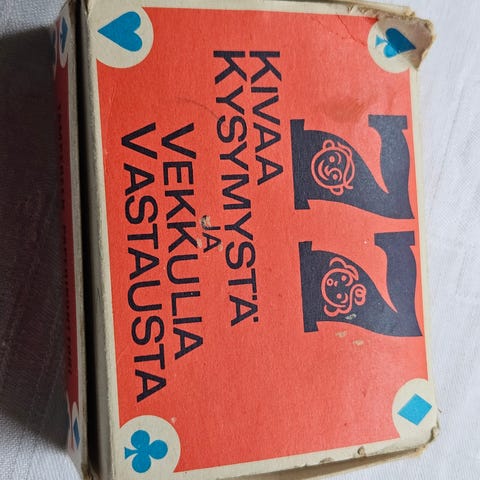 77
KIVAA
KYSYMYSTÄ
JA
VEKKULIA
VASTAUSTA